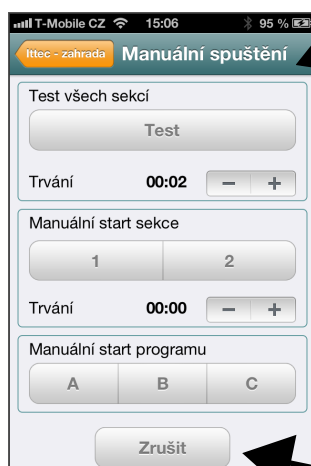 T-Mobile CZ 15:06 95 %
Ittec - zahrada Manuální spuštění
Test všech sekcí
Test
Trvání 00:02 − +
Manuální start sekce
1 2
Trvání 00:00 − +
Manuální start programu
A B C
Zrušit